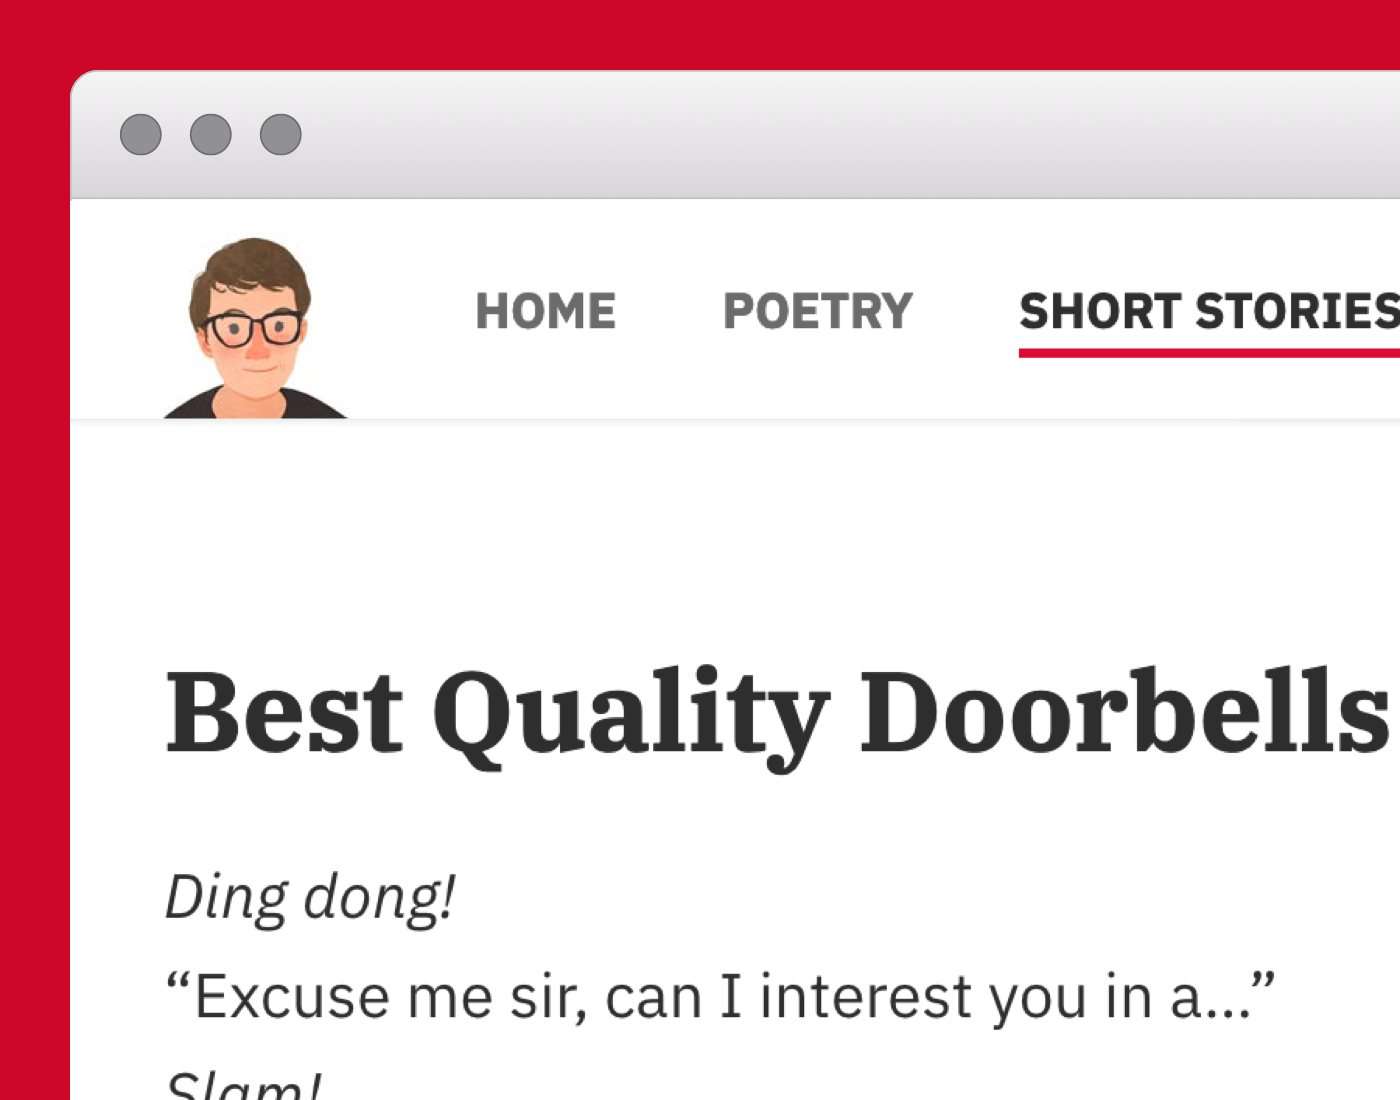 HOME POETRY SHORT STORIES
Best Quality Doorbells
Ding dong!
“Excuse me sir, can I interest you in a...”
Slam!